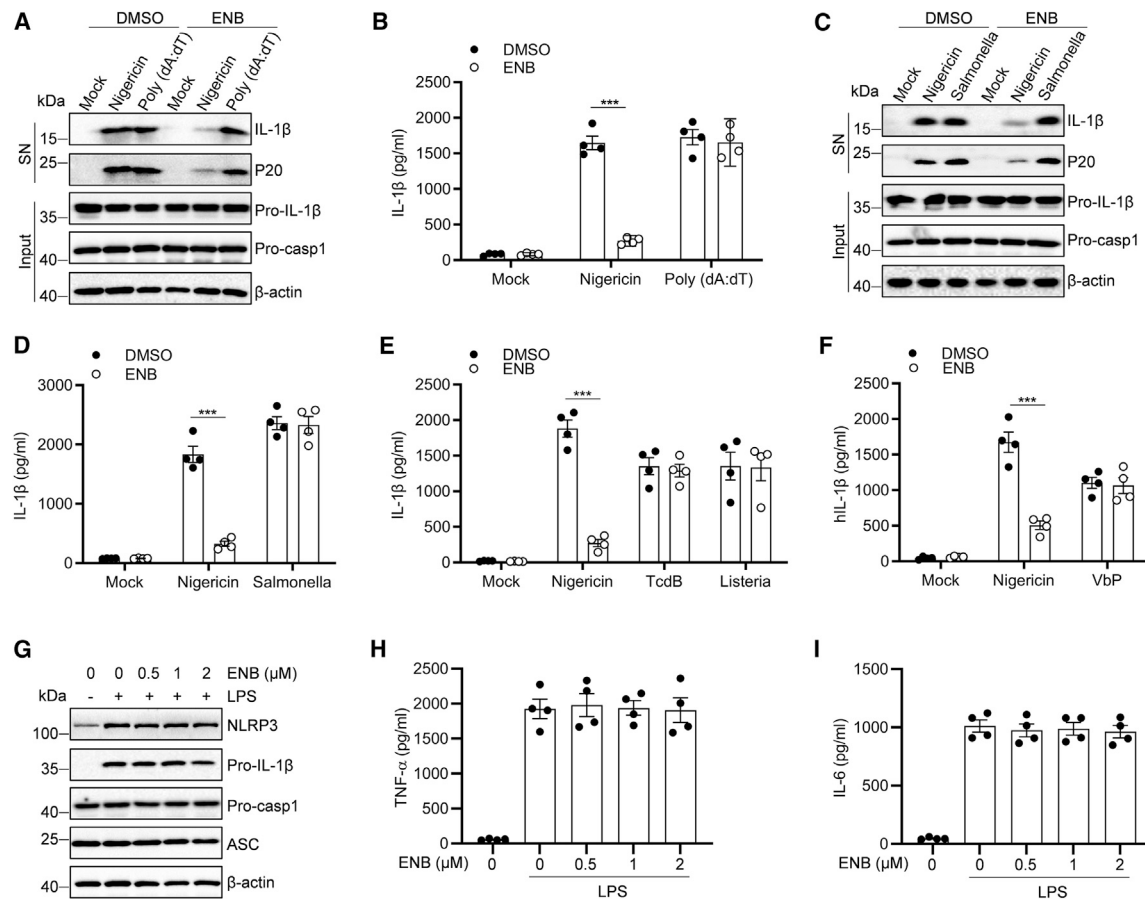 A
DMSO ENB
kDa Mock Nigericin Poly (dA:dT) Mock Nigericin Poly (dA:dT)
SN
15 IL-1β
25 P20
Input
35 Pro-IL-1β
40 Pro-casp1
40 β-actin
B
DMSO
ENB
IL-1β (pg/ml)
2500
2000
1500
1000
500
0
***
Mock Nigericin Poly (dA:dT)
C
DMSO ENB
kDa Mock Nigericin Salmonella Mock Nigericin Salmonella
SN
15 IL-1β
25 P20
Input
35 Pro-IL-1β
40 Pro-casp1
40 β-actin
D
DMSO
ENB
IL-1β (pg/ml)
3000
2000
1000
0
***
Mock Nigericin Salmonella
E
DMSO
ENB
IL-1β (pg/ml)
2500
2000
1500
1000
500
0
***
Mock Nigericin TcdB Listeria
F
DMSO
ENB
hIL-1β (pg/ml)
2500
2000
1500
1000
500
0
***
Mock Nigericin VbP
G
0 0 0.5 1 2 ENB (μM)
kDa - + + + + LPS
100 NLRP3
35 Pro-IL-1β
40 Pro-casp1
25 ASC
40 β-actin
H
TNF-α (pg/ml)
2500
2000
1500
1000
500
0
ENB (μM) 0 0 0.5 1 2
LPS
I
IL-6 (pg/ml)
1500
1000
500
0
ENB (μM) 0 0 0.5 1 2
LPS